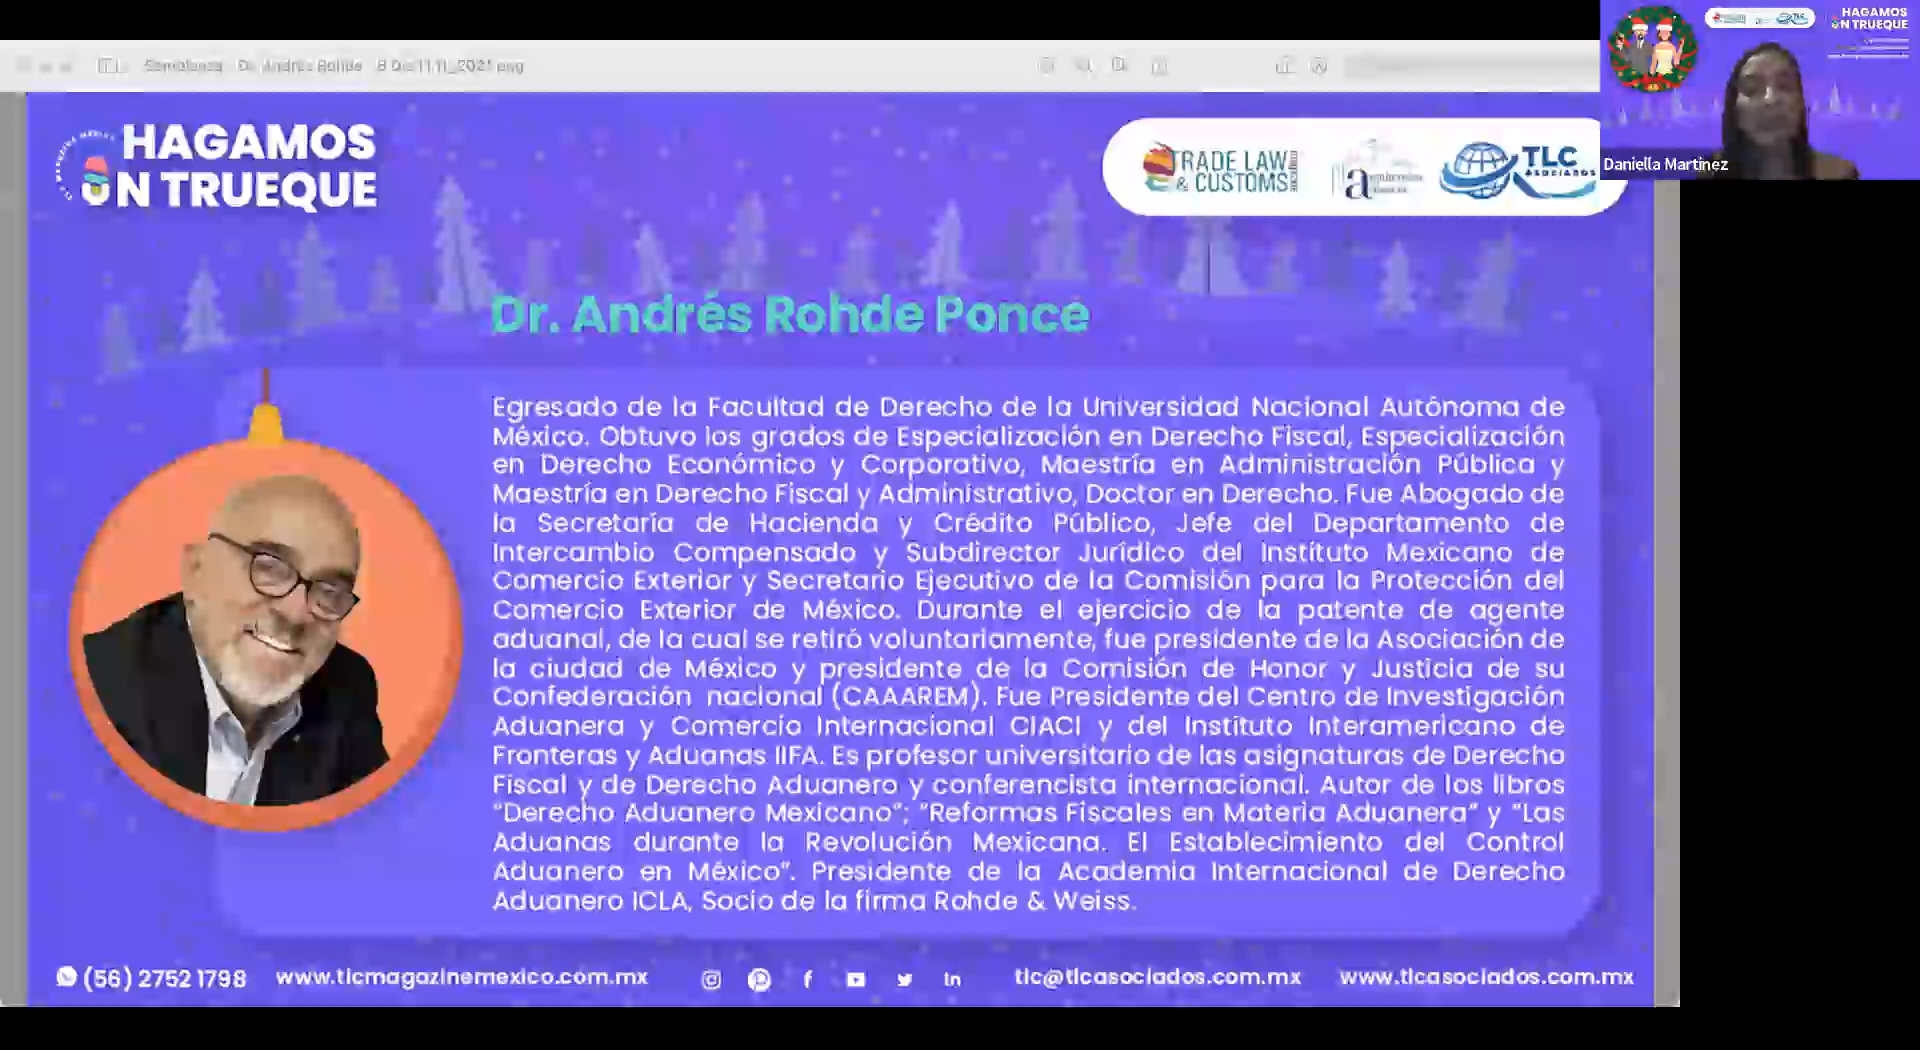 Semblanza - Dr. Andrés Rohde
HAGAMOS
UN TRUEQUE
TRADE LAW
& CUSTOMS
TLC
ASOCIADOS
HAGAMOS
UN TRUEQUE
Daniella Martinez
Dr. Andrés Rohde Ponce
Egresado de la Facultad de Derecho de la Universidad Nacional Autónoma de
México. Obtuvo los grados de Especialización en Derecho Fiscal, Especialización
en Derecho Económico y Corporativo, Maestría en Administración Pública y
Maestría en Derecho Fiscal y Administrativo, Doctor en Derecho. Fue Abogado de
la Secretaría de Hacienda y Crédito Público, Jefe del Departamento de
Intercambio Compensado y Subdirector Jurídico del Instituto Mexicano de
Comercio Exterior y Secretario Ejecutivo de la Comisión para la Protección del
Comercio Exterior de México. Durante el ejercicio de la patente de agente
aduanal, de la cual se retiró voluntariamente, fue presidente de la Asociación de
la ciudad de México y presidente de la Comisión de Honor y Justicia de su
Confederación nacional (CAAAREM). Fue Presidente del Centro de Investigación
Aduanera y Comercio Internacional CIACI y del Instituto Interamericano de
Fronteras y Aduanas IIFA. Es profesor universitario de las asignaturas de Derecho
Fiscal y de Derecho Aduanero y conferencista internacional. Autor de los libros
"Derecho Aduanero Mexicano"; "Reformas Fiscales en Materia Aduanera" y "Las
Aduanas durante la Revolución Mexicana. El Establecimiento del Control
Aduanero en México". Presidente de la Academia Internacional de Derecho
Aduanero ICLA, Socio de la firma Rohde & Weiss.
(56) 2752 1798 www.tlcmagazinemexico.com.mx tlc@tlcasociados.com.mx www.tlcasociados.com.mx